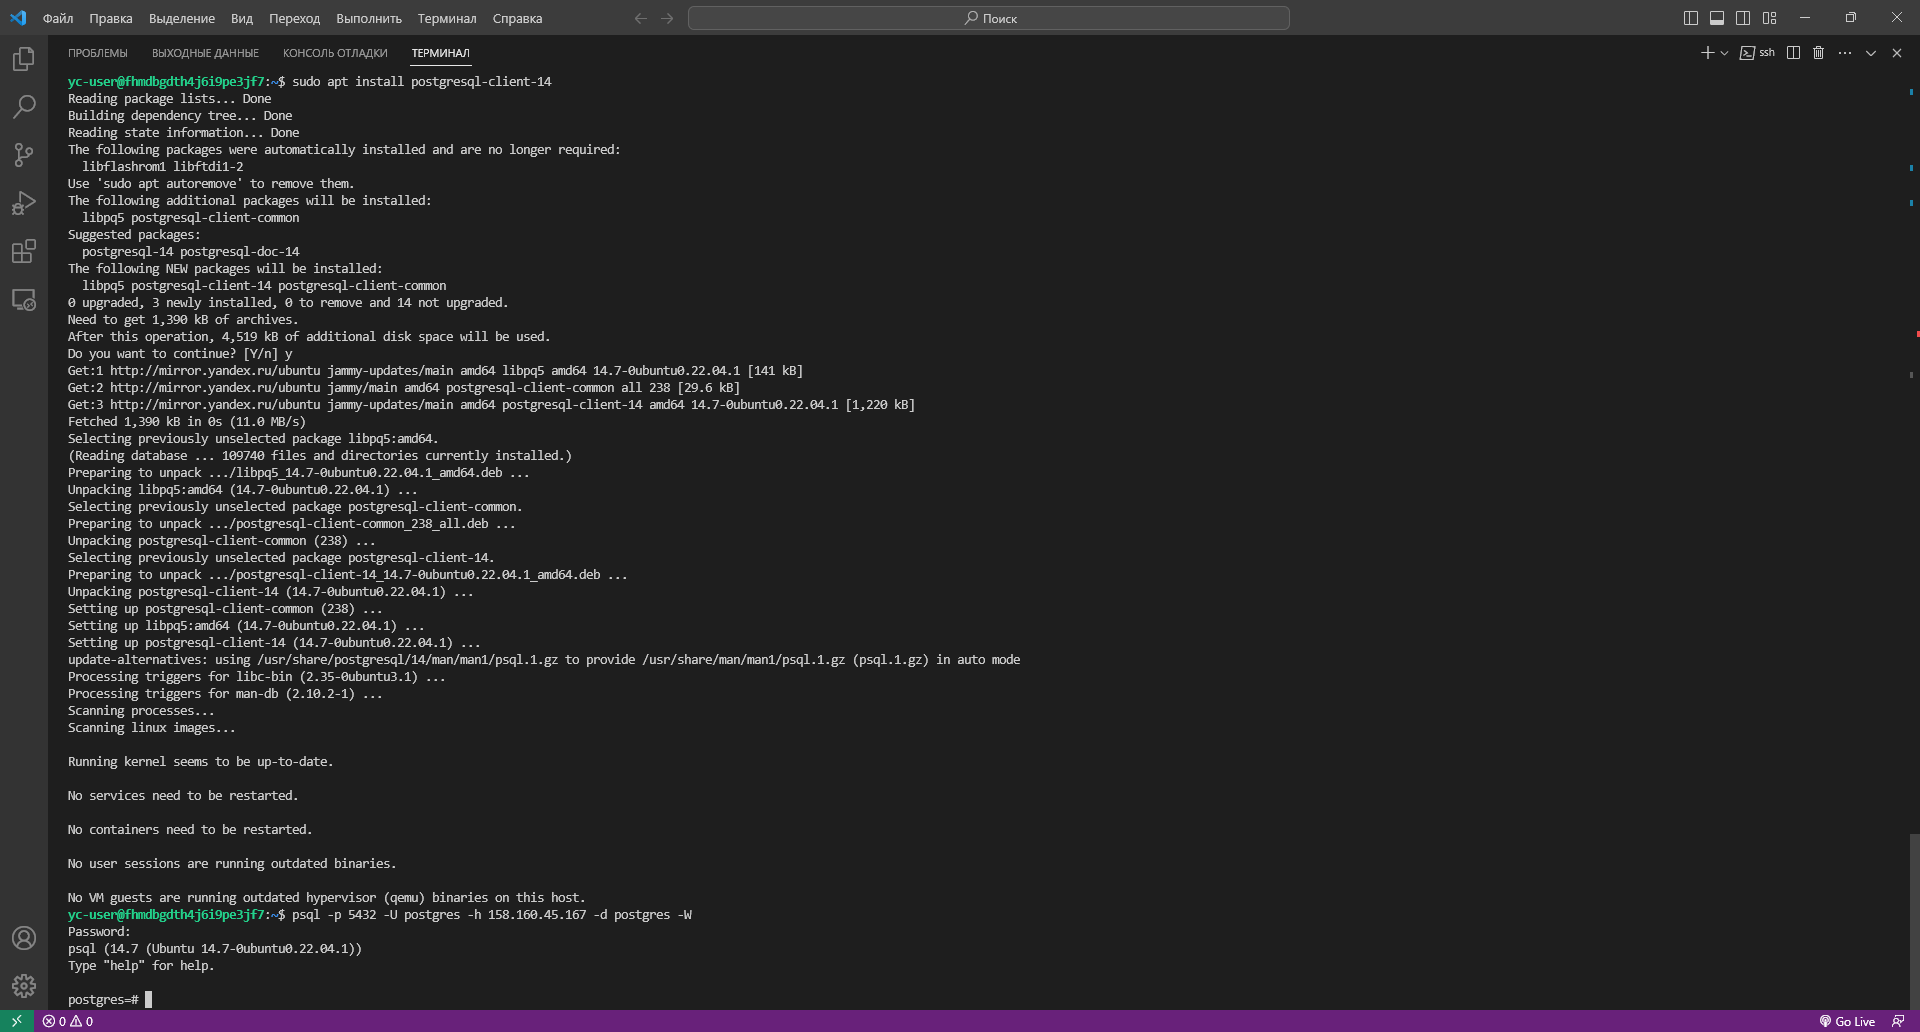 Файл Правка Выделение Вид Переход Выполнить Терминал Справка
Поиск
ПРОБЛЕМЫ ВЫХОДНЫЕ ДАННЫЕ КОНСОЛЬ ОТЛАДКИ ТЕРМИНАЛ
ssh
yc-user@fhmdbgdth4j6i9pe3jf7:~$ sudo apt install postgresql-client-14
Reading package lists... Done
Building dependency tree... Done
Reading state information... Done
The following packages were automatically installed and are no longer required:
  libflashrom1 libftdi1-2
Use 'sudo apt autoremove' to remove them.
The following additional packages will be installed:
  libpq5 postgresql-client-common
Suggested packages:
  postgresql-14 postgresql-doc-14
The following NEW packages will be installed:
  libpq5 postgresql-client-14 postgresql-client-common
0 upgraded, 3 newly installed, 0 to remove and 14 not upgraded.
Need to get 1,390 kB of archives.
After this operation, 4,519 kB of additional disk space will be used.
Do you want to continue? [Y/n] y
Get:1 http://mirror.yandex.ru/ubuntu jammy-updates/main amd64 libpq5 amd64 14.7-0ubuntu0.22.04.1 [141 kB]
Get:2 http://mirror.yandex.ru/ubuntu jammy/main amd64 postgresql-client-common all 238 [29.6 kB]
Get:3 http://mirror.yandex.ru/ubuntu jammy-updates/main amd64 postgresql-client-14 amd64 14.7-0ubuntu0.22.04.1 [1,220 kB]
Fetched 1,390 kB in 0s (11.0 MB/s)
Selecting previously unselected package libpq5:amd64.
(Reading database ... 109740 files and directories currently installed.)
Preparing to unpack .../libpq5_14.7-0ubuntu0.22.04.1_amd64.deb ...
Unpacking libpq5:amd64 (14.7-0ubuntu0.22.04.1) ...
Selecting previously unselected package postgresql-client-common.
Preparing to unpack .../postgresql-client-common_238_all.deb ...
Unpacking postgresql-client-common (238) ...
Selecting previously unselected package postgresql-client-14.
Preparing to unpack .../postgresql-client-14_14.7-0ubuntu0.22.04.1_amd64.deb ...
Unpacking postgresql-client-14 (14.7-0ubuntu0.22.04.1) ...
Setting up postgresql-client-common (238) ...
Setting up libpq5:amd64 (14.7-0ubuntu0.22.04.1) ...
Setting up postgresql-client-14 (14.7-0ubuntu0.22.04.1) ...
update-alternatives: using /usr/share/postgresql/14/man/man1/psql.1.gz to provide /usr/share/man/man1/psql.1.gz (psql.1.gz) in auto mode
Processing triggers for libc-bin (2.35-0ubuntu3.1) ...
Processing triggers for man-db (2.10.2-1) ...
Scanning processes...
Scanning linux images...
Running kernel seems to be up-to-date.
No services need to be restarted.
No containers need to be restarted.
No user sessions are running outdated binaries.
No VM guests are running outdated hypervisor (qemu) binaries on this host.
yc-user@fhmdbgdth4j6i9pe3jf7:~$ psql -p 5432 -U postgres -h 158.160.45.167 -d postgres -W
Password:
psql (14.7 (Ubuntu 14.7-0ubuntu0.22.04.1))
Type "help" for help.
postgres=#
0 0 Go Live